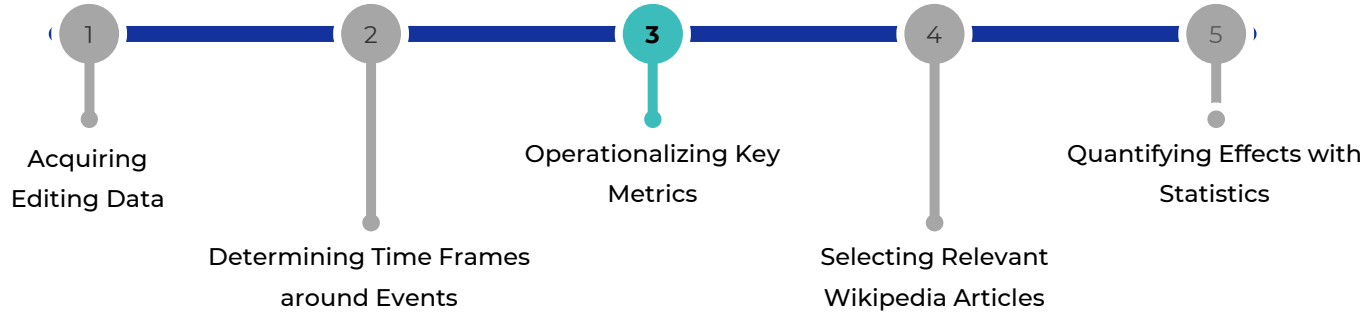 1
2
3
4
5
Acquiring
Editing Data
Determining Time Frames
around Events
Operationalizing Key
Metrics
Selecting Relevant
Wikipedia Articles
Quantifying Effects with
Statistics